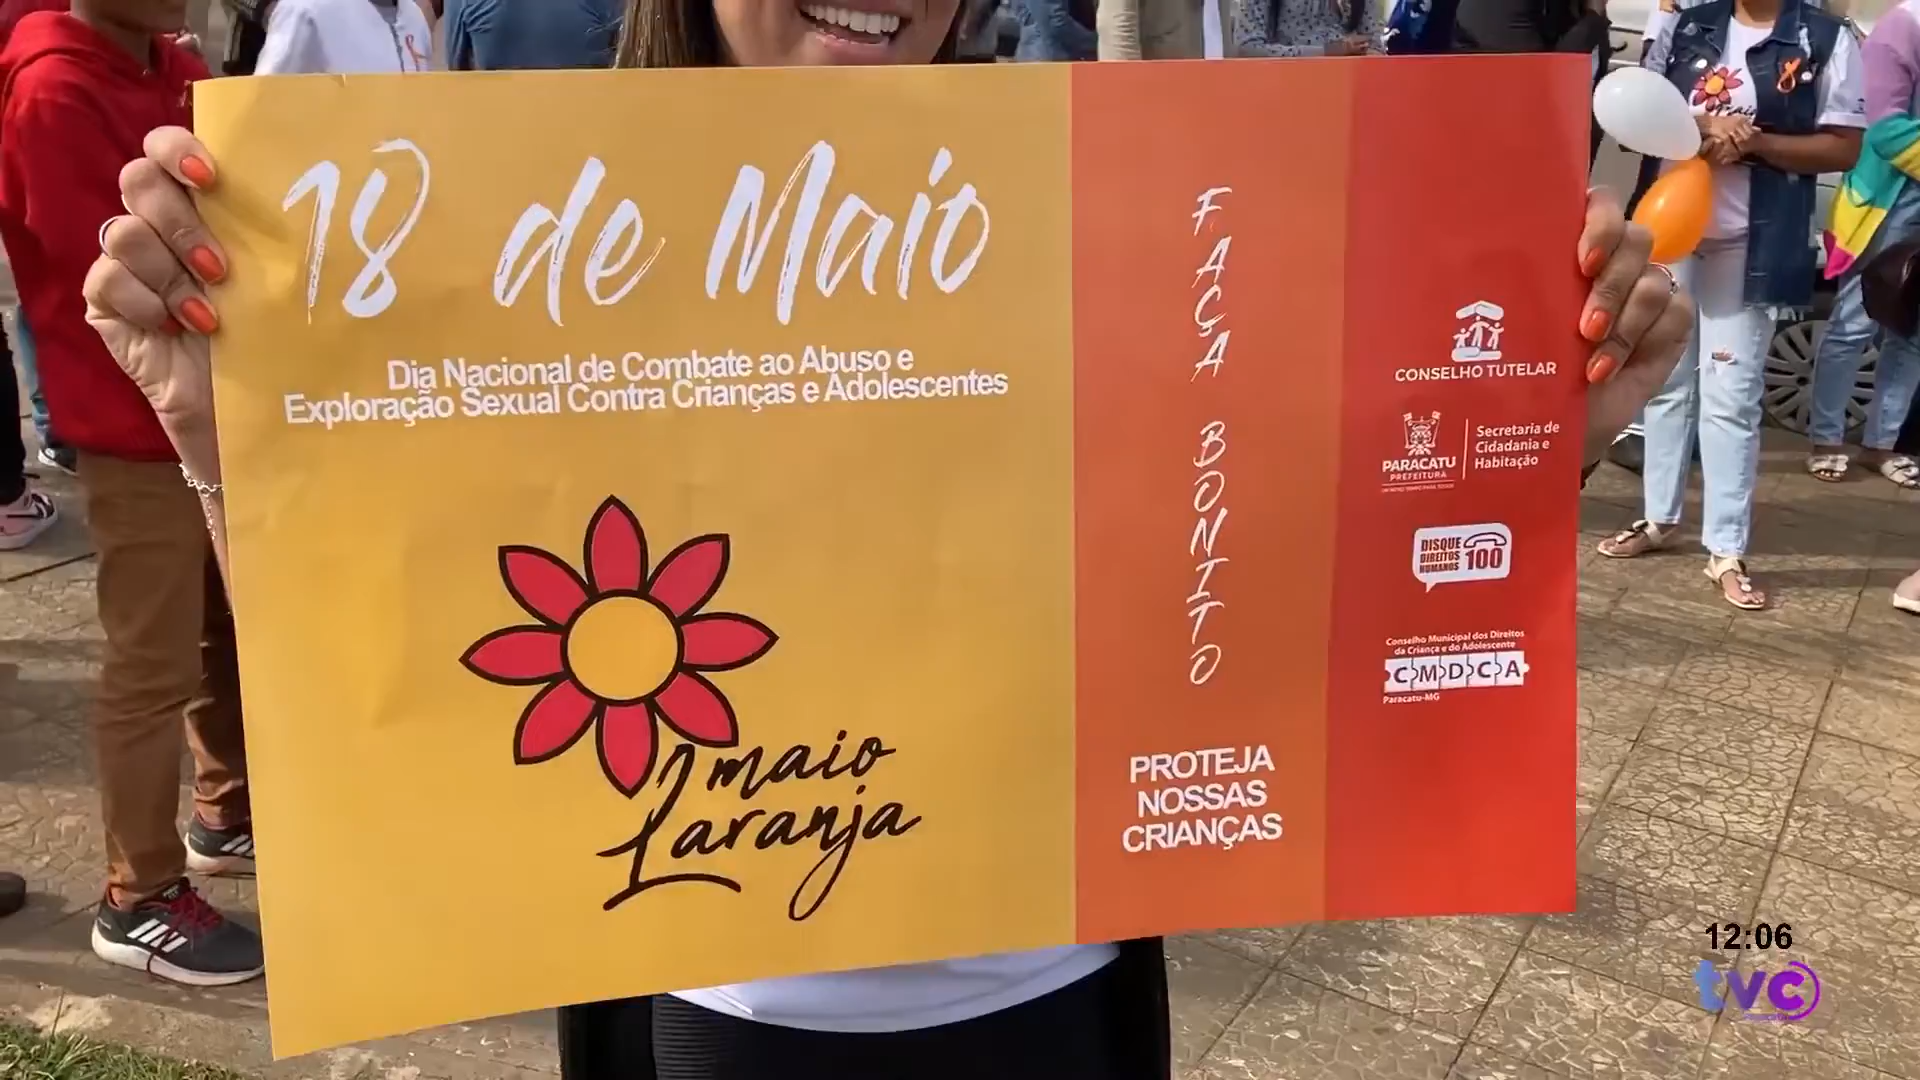 18 de Maio
Dia Nacional de Combate ao Abuso e
Exploração Sexual Contra Crianças e Adolescentes
maio
Laranja
FAÇA BONITO
PROTEJA
NOSSAS
CRIANÇAS
CONSELHO TUTELAR
PARACATU
PREFEITURA
Secretaria de
Cidadania e
Habitação
DISQUE
DIREITOS
HUMANOS
100
Conselho Municipal dos Direitos
da Criança e do Adolescente
CMDCA
Paracatu-MG
maio
12:06
tvc